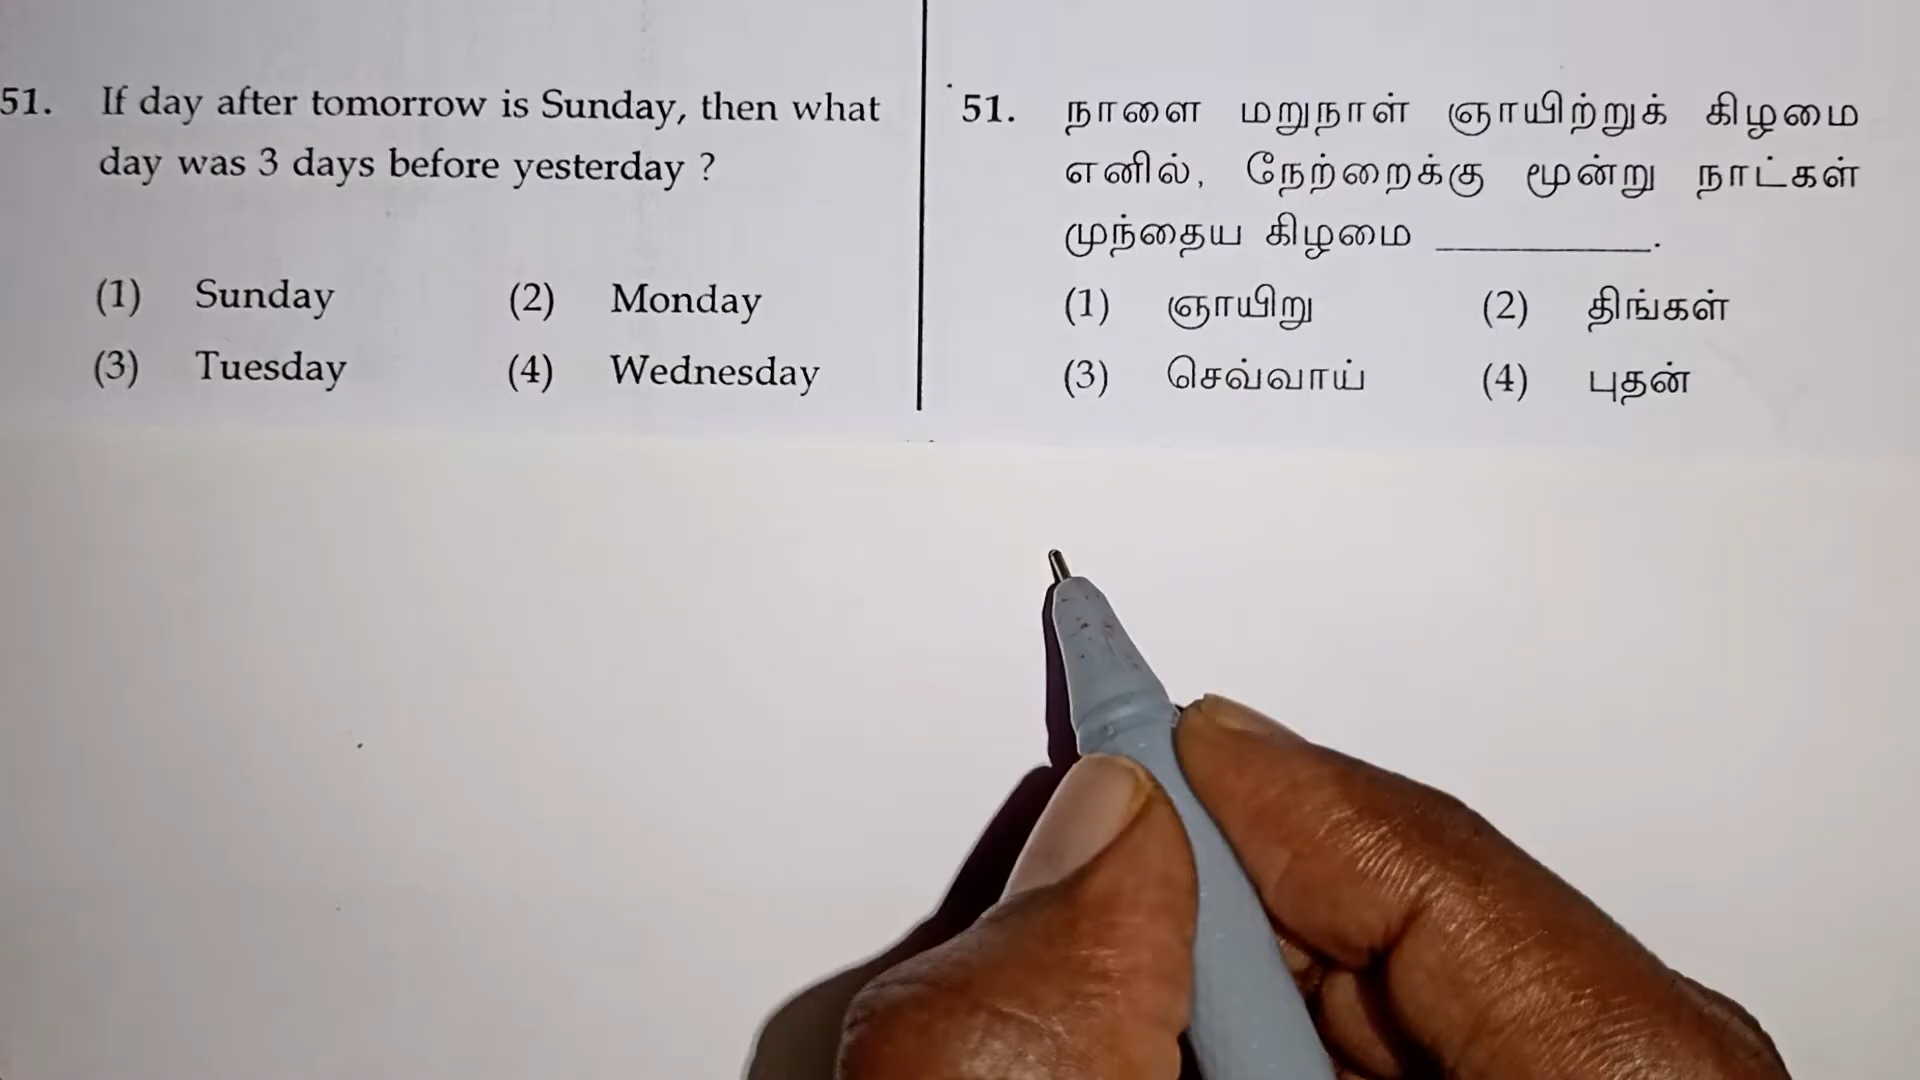 51. If day after tomorrow is Sunday, then what
day was 3 days before yesterday ?
(1) Sunday (2) Monday
(3) Tuesday (4) Wednesday
51. நாளை மறுநாள் ஞாயிற்றுக் கிழமை
எனில், நேற்றைக்கு மூன்று நாட்கள்
முந்தைய கிழமை ____________.
(1) ஞாயிறு (2) திங்கள்
(3) செவ்வாய் (4) புதன்